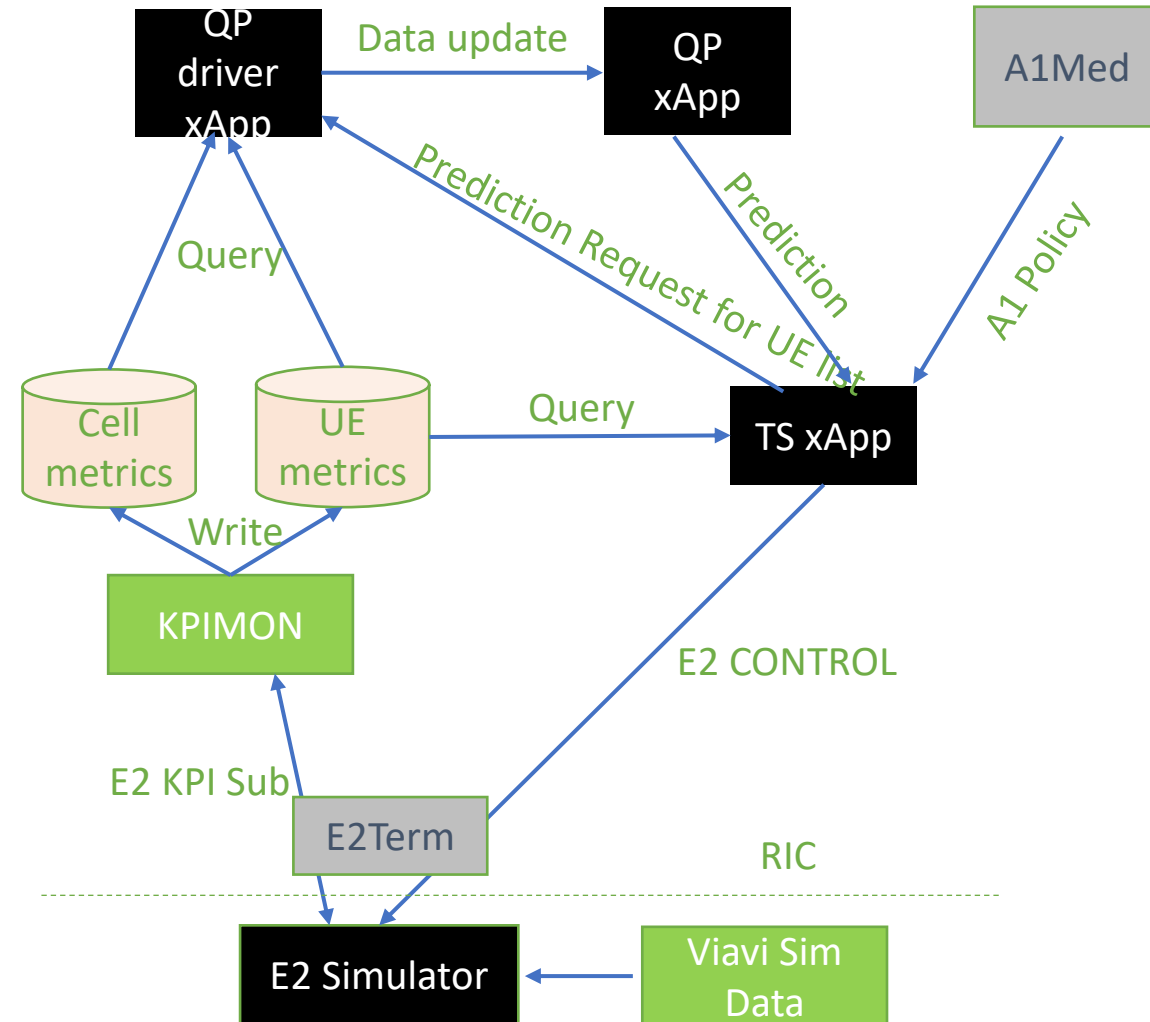 QP
driver
xApp
Data update
QP
xApp
A1Med
Prediction Request for UE list
Prediction
A1 Policy
Query
Cell
metrics
UE
metrics
Query
TS xApp
Write
KPIMON
E2 CONTROL
E2 KPI Sub
E2Term
RIC
E2 Simulator
Viavi Sim
Data